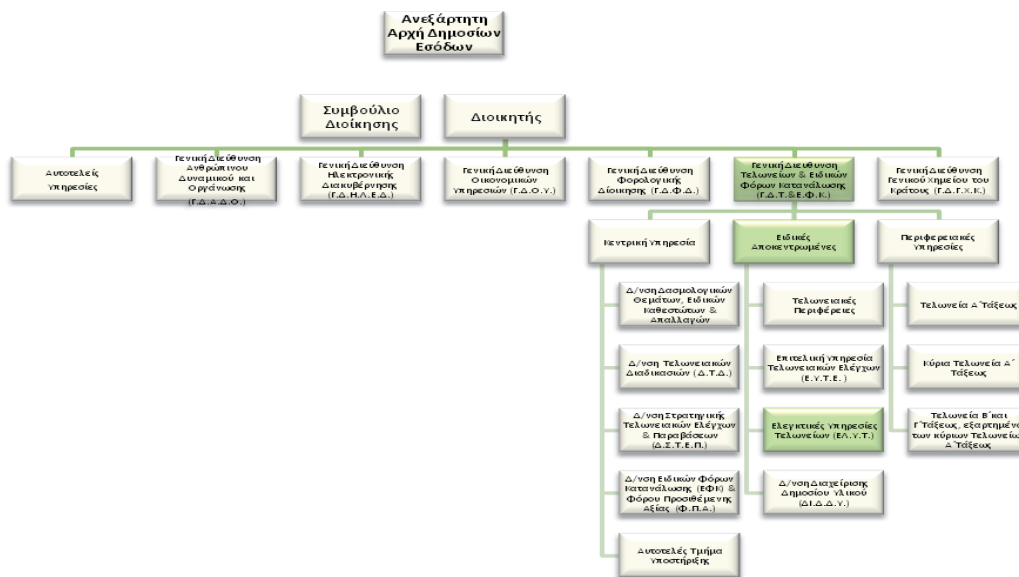 Ανεξάρτητη
Αρχή Δημοσίων
Εσόδων
Συμβούλιο
Διοίκησης
Διοικητής
Αυτοτελείς
Υπηρεσίες
Γενική Διεύθυνση
Ανθρώπινου
Δυναμικού και
Οργάνωσης
(Γ.Δ.Α.Δ.Ο.)
Γενική Διεύθυνση
Ηλεκτρονικής
Διακυβέρνησης
(Γ.Δ.ΗΛ.Ε.Δ.)
Γενική Διεύθυνση
Οικονομικών
Υπηρεσιών (Γ.Δ.Ο.Υ.)
Γενική Διεύθυνση
Φορολογικής
Διοίκησης (Γ.Δ.Φ.Δ.)
Γενική Διευθυνση
Τελωνείων & Ειδικών
Φόρων Κατανάλωσης
(Γ.Δ.Τ.&Ε.Φ.Κ.)
Γενική Διεύθυνση
Γενικού Χημείου του
Κράτους (Γ.Δ.Γ.Χ.Κ.)
Κεντρική Υπηρεσία
Ειδικές
Αποκεντρωμένες
Περιφερειακές
Υπηρεσίες
Δ/νση Δασμολογικών
Θεμάτων, Ειδικών
Καθεστώτων &
Απαλλαγών
Τελωνειακές
Περιφέρειες
Τελωνεία Α΄Τάξεως
Δ/νση Τελωνειακών
Διαδικασιών (Δ.Τ.Δ.)
Επιτελική Υπηρεσία
Τελωνειακών Ελέγχων
(Ε.Υ.Τ.Ε.)
Κύρια Τελωνεία Α΄
Τάξεως
Δ/νση Στρατηγικής
Τελωνειακών Ελέγχων
& Παραβάσεων
(Δ.Σ.Τ.Ε.Π.)
Ελεγκτικές Υπηρεσίες
Τελωνείων (ΕΛ.Υ.Τ.)
Τελωνεία Β΄και
Γ΄Τάξεως, εξαρτημένα
των κύριων Τελωνείων
Α΄Τάξεως
Δ/νση Ειδικών Φόρων
Κατανάλωσης (ΕΦΚ) &
Φόρου Προστιθέμενης
Αξίας (Φ.Π.Α.)
Δ/νση Διαχείρισης
Δημοσίου Υλικού
(ΔΙ.Δ.Δ.Υ.)
Αυτοτελές Τμήμα
Υποστήριξης